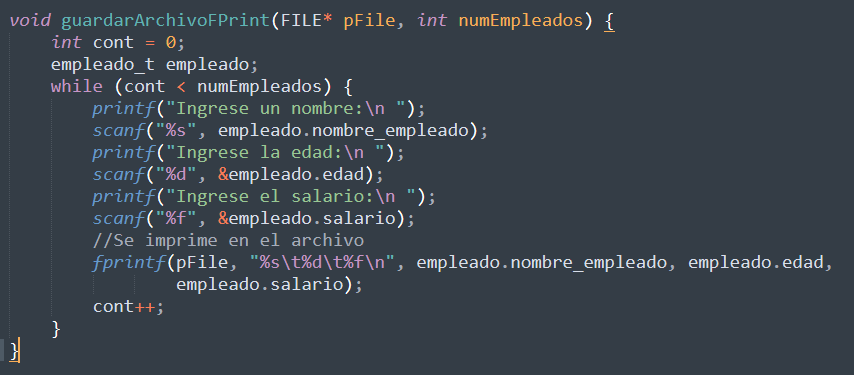 void guardarArchivoFPrint(FILE* pFile, int numEmpleados) {
    int cont = 0;
    empleado_t empleado;
    while (cont < numEmpleados) {
        printf("Ingrese un nombre:\n ");
        scanf("%s", empleado.nombre_empleado);
        printf("Ingrese la edad:\n ");
        scanf("%d", &empleado.edad);
        printf("Ingrese el salario:\n ");
        scanf("%f", &empleado.salario);
        //Se imprime en el archivo
        fprintf(pFile, "%s\t%d\t%f\n", empleado.nombre_empleado, empleado.edad,
                empleado.salario);
        cont++;
    }
}